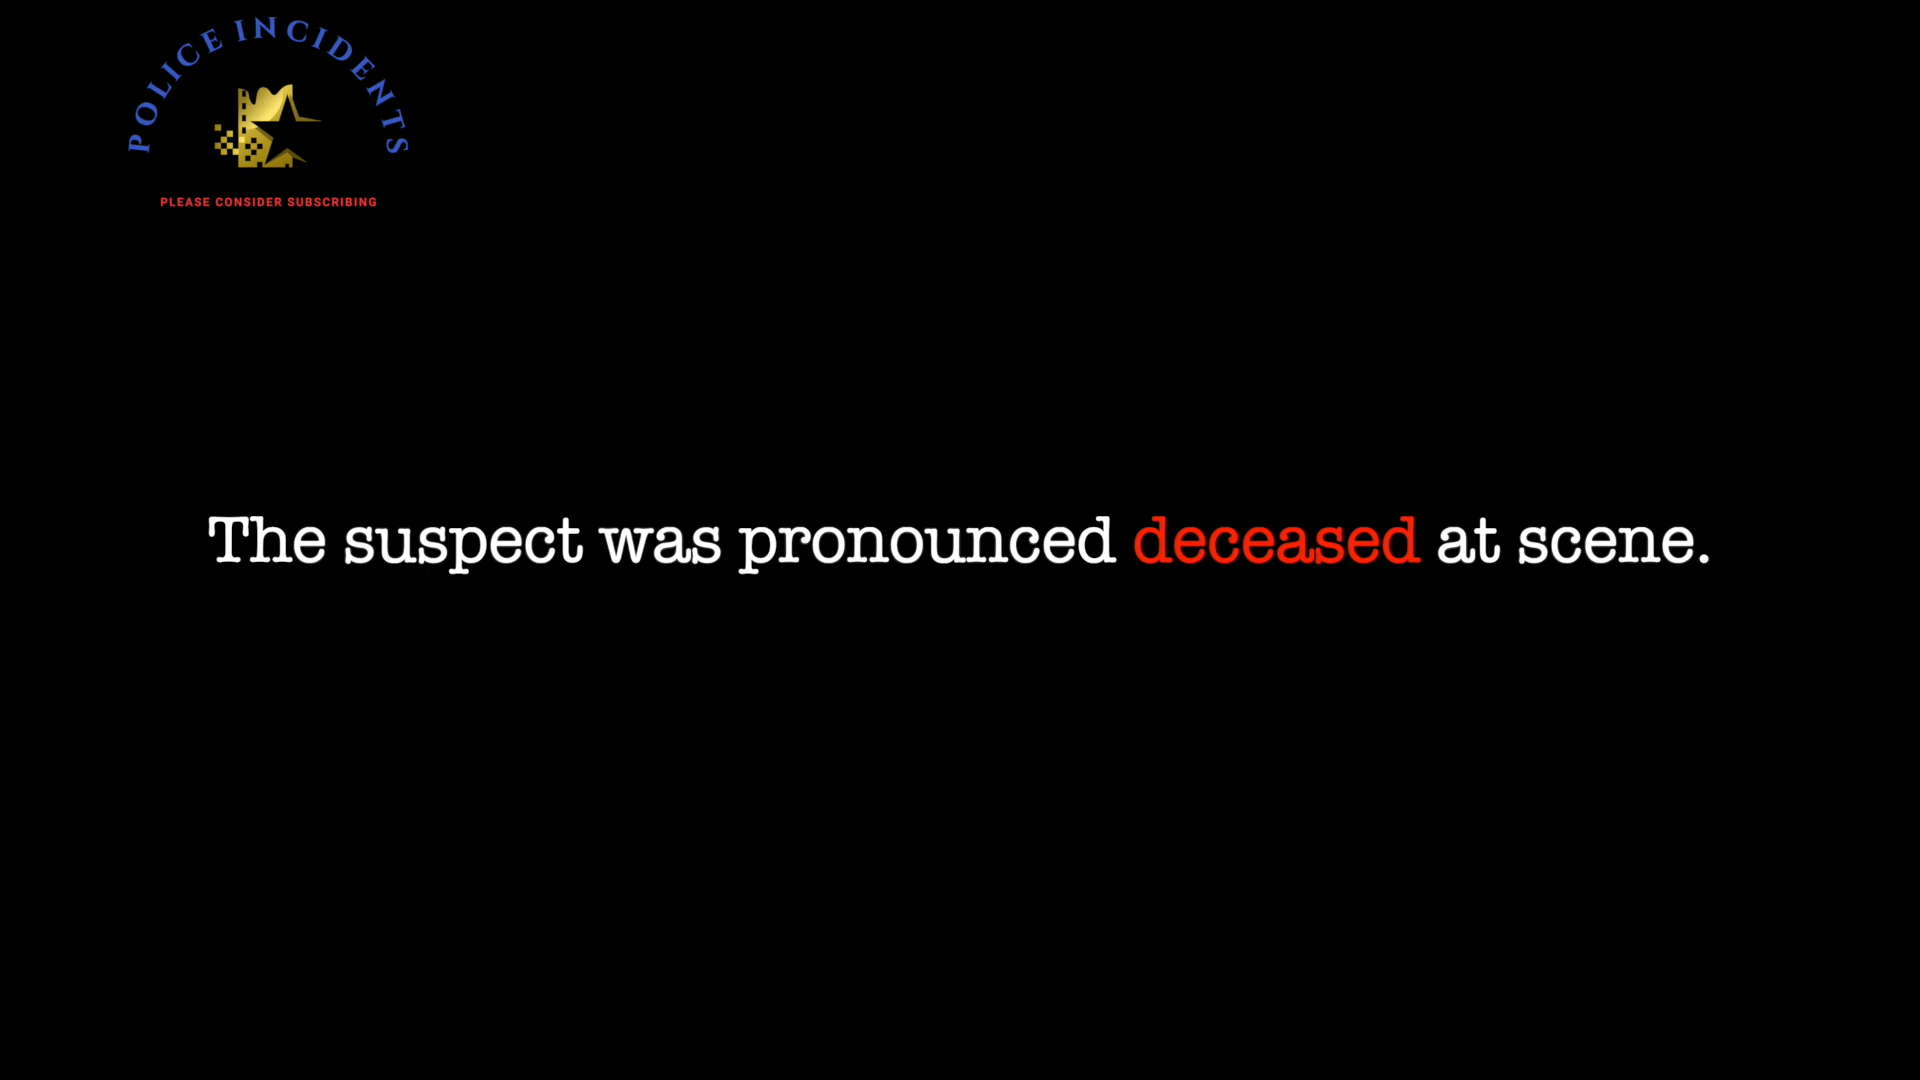 POLICE INCIDENTS
PLEASE CONSIDER SUBSCRIBING
The suspect was pronounced deceased at scene.